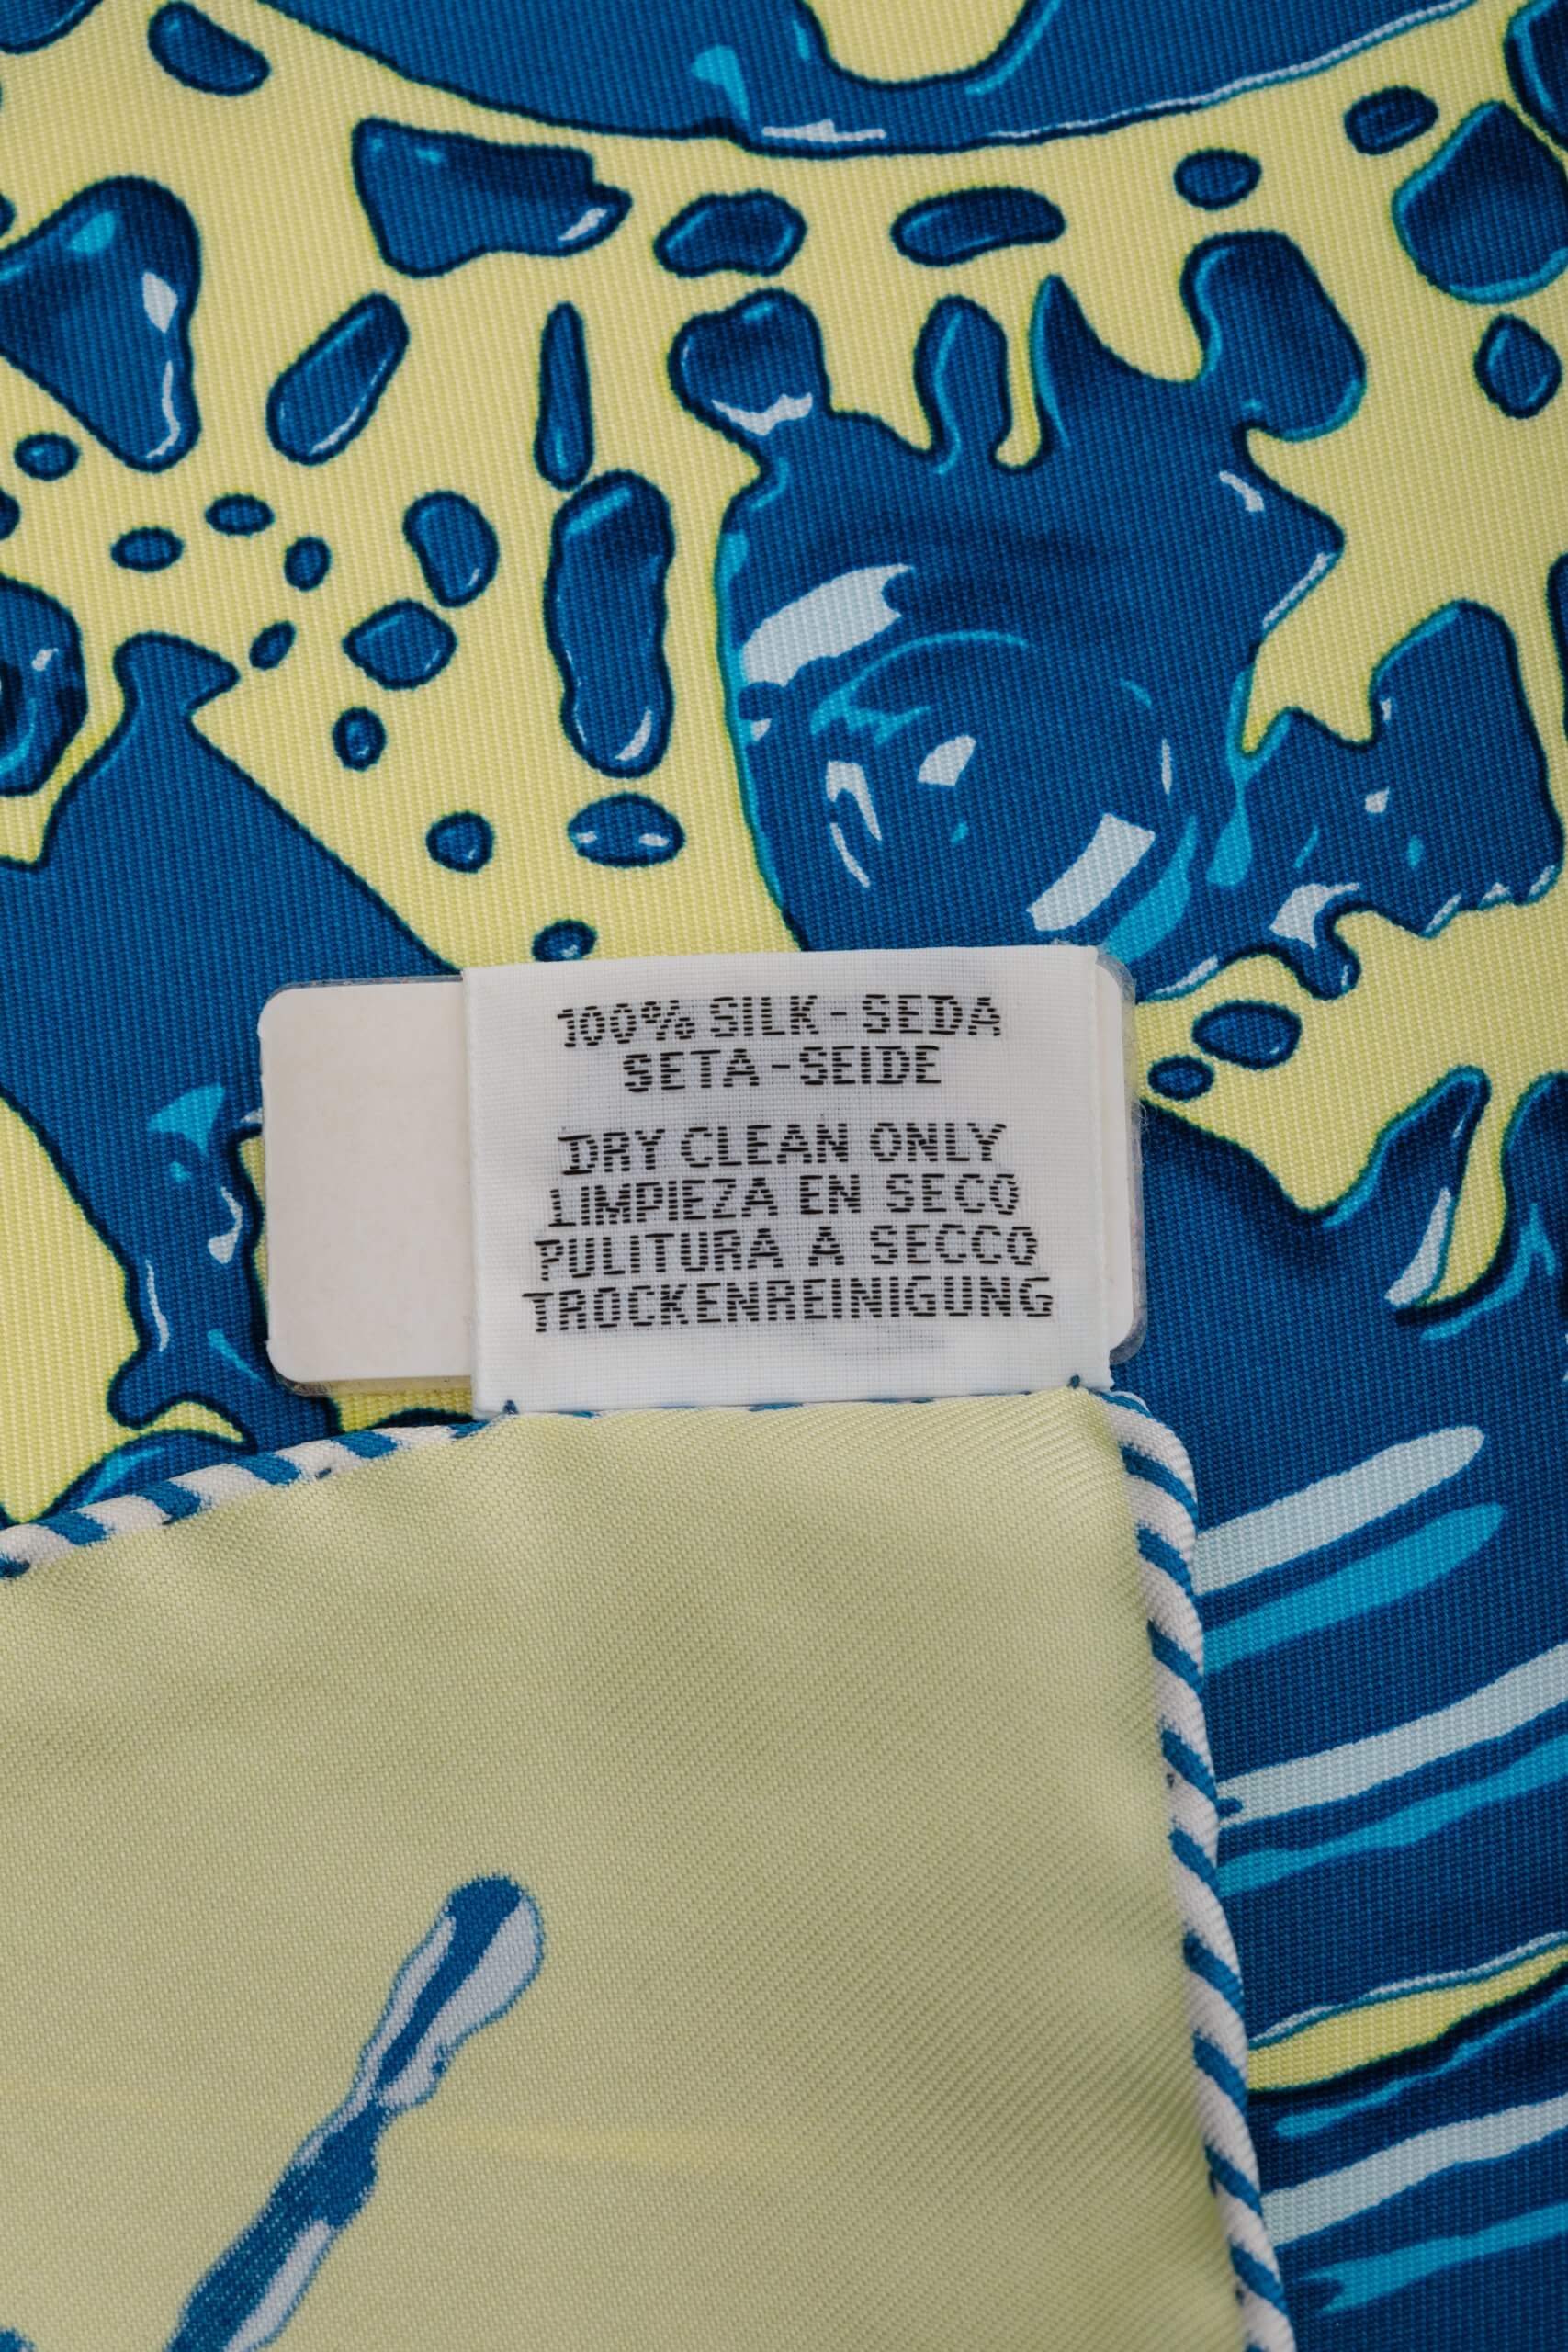 100% SILK - SEDA
SETA - SEIDE
DRY CLEAN ONLY
LIMPIEZA EN SECO
PULITURA A SECCO
TROCKENREINIGUNG